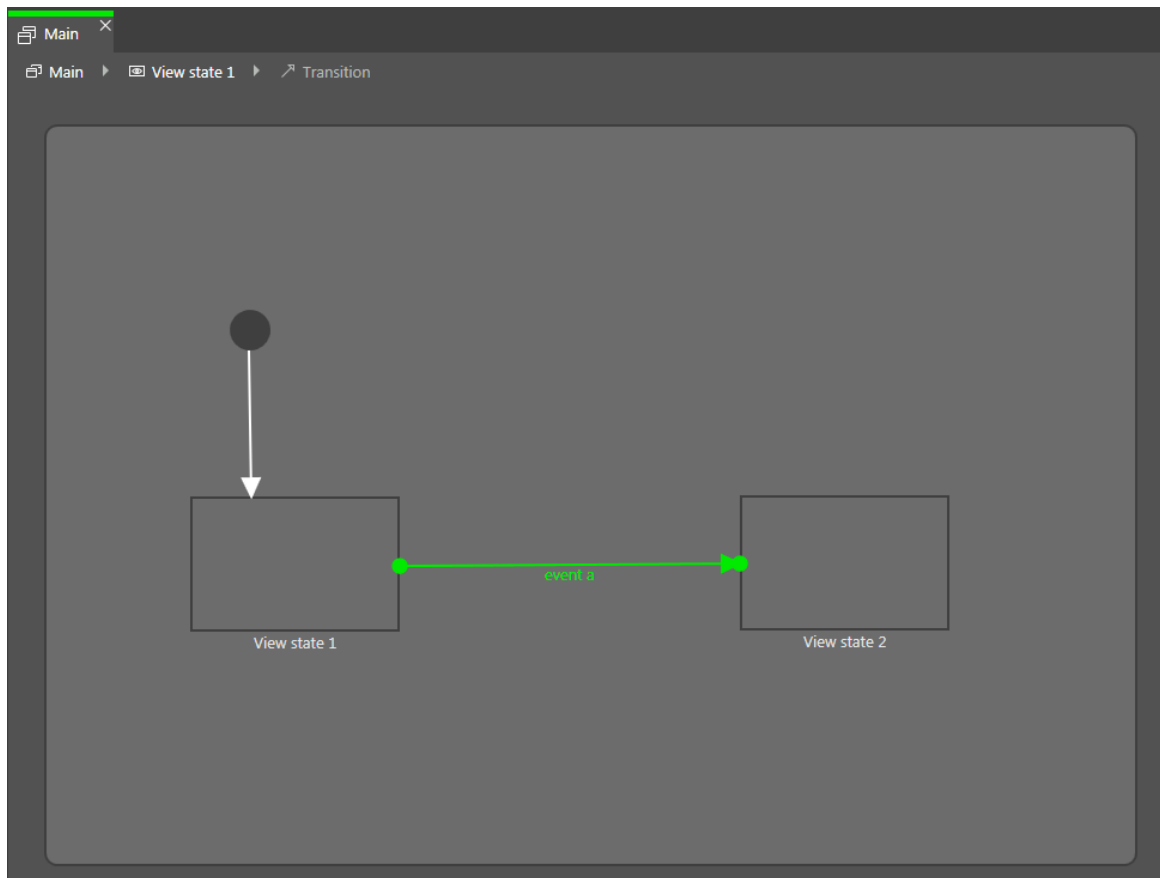 Main
Main View state 1 Transition
event a
View state 1
View state 2